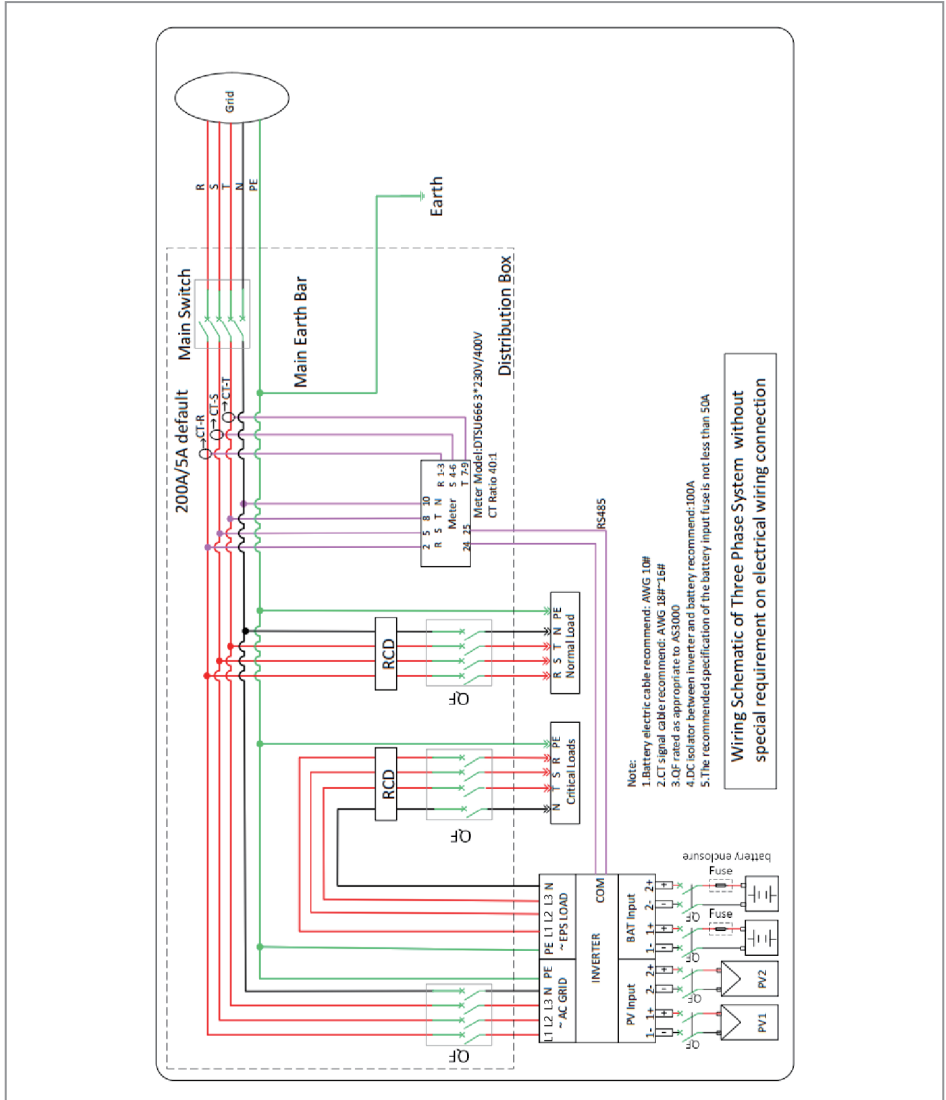 Grid
R
S
T
N
PE
Earth
Main Switch
Main Earth Bar
Distribution Box
200A/5A default
CT-R
CT-S
CT-T
R 1-3
S 4-6
T 7-9
2 5 8 10
R S T N
Meter
24 25
Meter Model:DTSU666 3*230V/400V
CT Ratio 40:1
RS485
RCD
QF
R S T N PE
Normal Load
RCD
QF
N T S R PE
Critical Loads
QF
L1 L2 L3 N PE
~ AC GRID
PE L1 L2 L3 N
~ EPS LOAD
INVERTER
COM
PV Input
BAT Input
1- 1+ 2- 2+
1- 1+ 2- 2+
- + - + - + - +
QF
QF
QF
QF
Fuse
Fuse
battery enclosure
PV1
PV2
Note:
1.Battery electric cable recommend: AWG 10#
2.CT signal cable recommend: AWG 18#~16#
3.QF rated as appropriate to AS3000
4.DC isolator between inverter and battery recommend:100A
5.The recommended specification of the battery input fuse is not less than 50A
Wiring Schematic of Three Phase System without
special requirement on electrical wiring connection